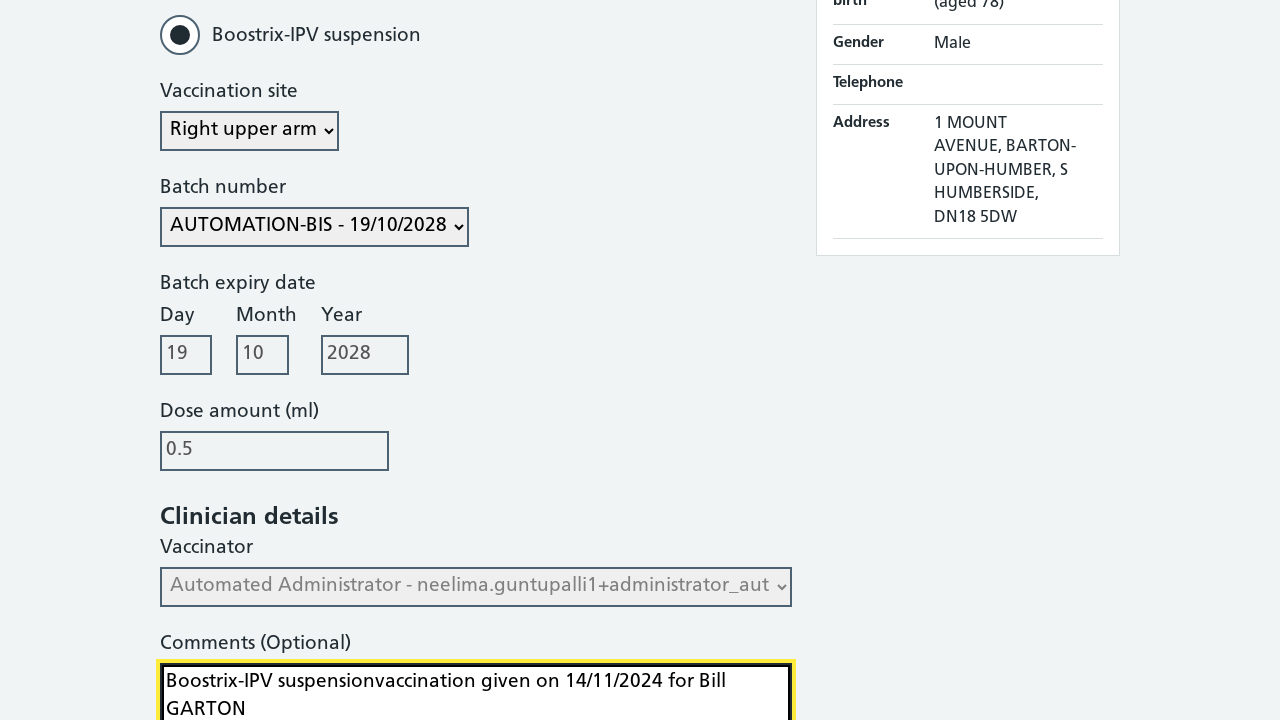 Boostrix-IPV suspension
Vaccination site
Right upper arm
Batch number
AUTOMATION-BIS - 19/10/2028
Batch expiry date
Day Month Year
19 10 2028
Dose amount (ml)
0.5
Clinician details
Vaccinator
Automated Administrator - neelima.guntupalli1+administrator_aut
Comments (Optional)
Boostrix-IPV suspensionvaccination given on 14/11/2024 for Bill
GARTON
birth (aged 78)
Gender Male
Telephone
Address 1 MOUNT
AVENUE, BARTON-
UPON-HUMBER, S
HUMBERSIDE,
DN18 5DW